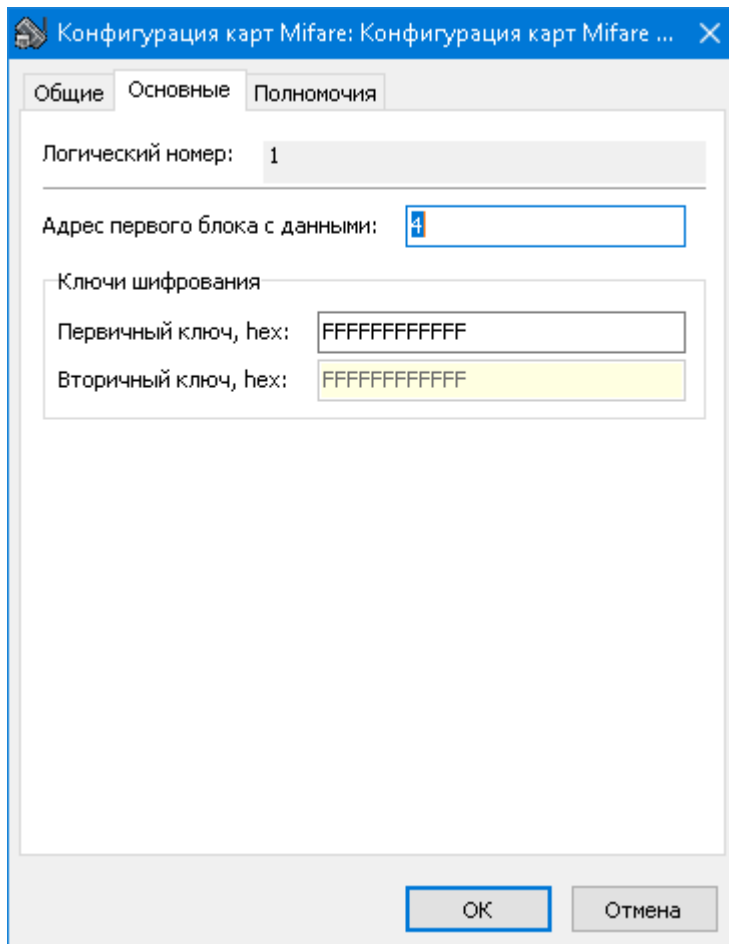 Конфигурация карт Mifare: Конфигурация карт Mifare ...
Общие Основные Полномочия
Логический номер: 1
Адрес первого блока с данными: 4
Ключи шифрования
Первичный ключ, hex: FFFFFFFFFFFF
Вторичный ключ, hex: FFFFFFFFFFFF
ОК Отмена